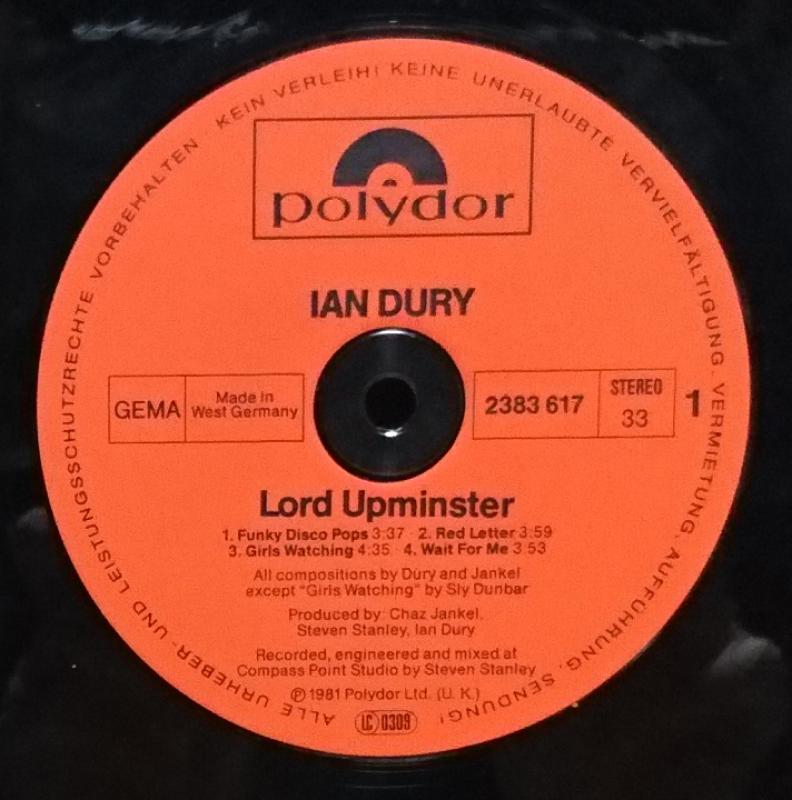 ALLE URHEBER- UND LEISTUNGSSCHUTZRECHTE VORBEHALTEN KEIN VERLEIH! KEINE UNERLAUBTE VERVIELFÄLTIGUNG, VERMIETUNG, AUFFÜHRUNG, SENDUNG!
polydor
IAN DURY
GEMA
Made in
West Germany
2383 617
STEREO
33
1
Lord Upminster
1. Funky Disco Pops 3:37 · 2. Red Letter 3:59
3. Girls Watching 4:35 · 4. Wait For Me 3:53
All compositions by Dury and Jankel
except "Girls Watching" by Sly Dunbar
Produced by: Chaz Jankel,
Steven Stanley, Ian Dury
Recorded, engineered and mixed at
Compass Point Studio by Steven Stanley
℗ 1981 Polydor Ltd. (U. K.)
LC 0309